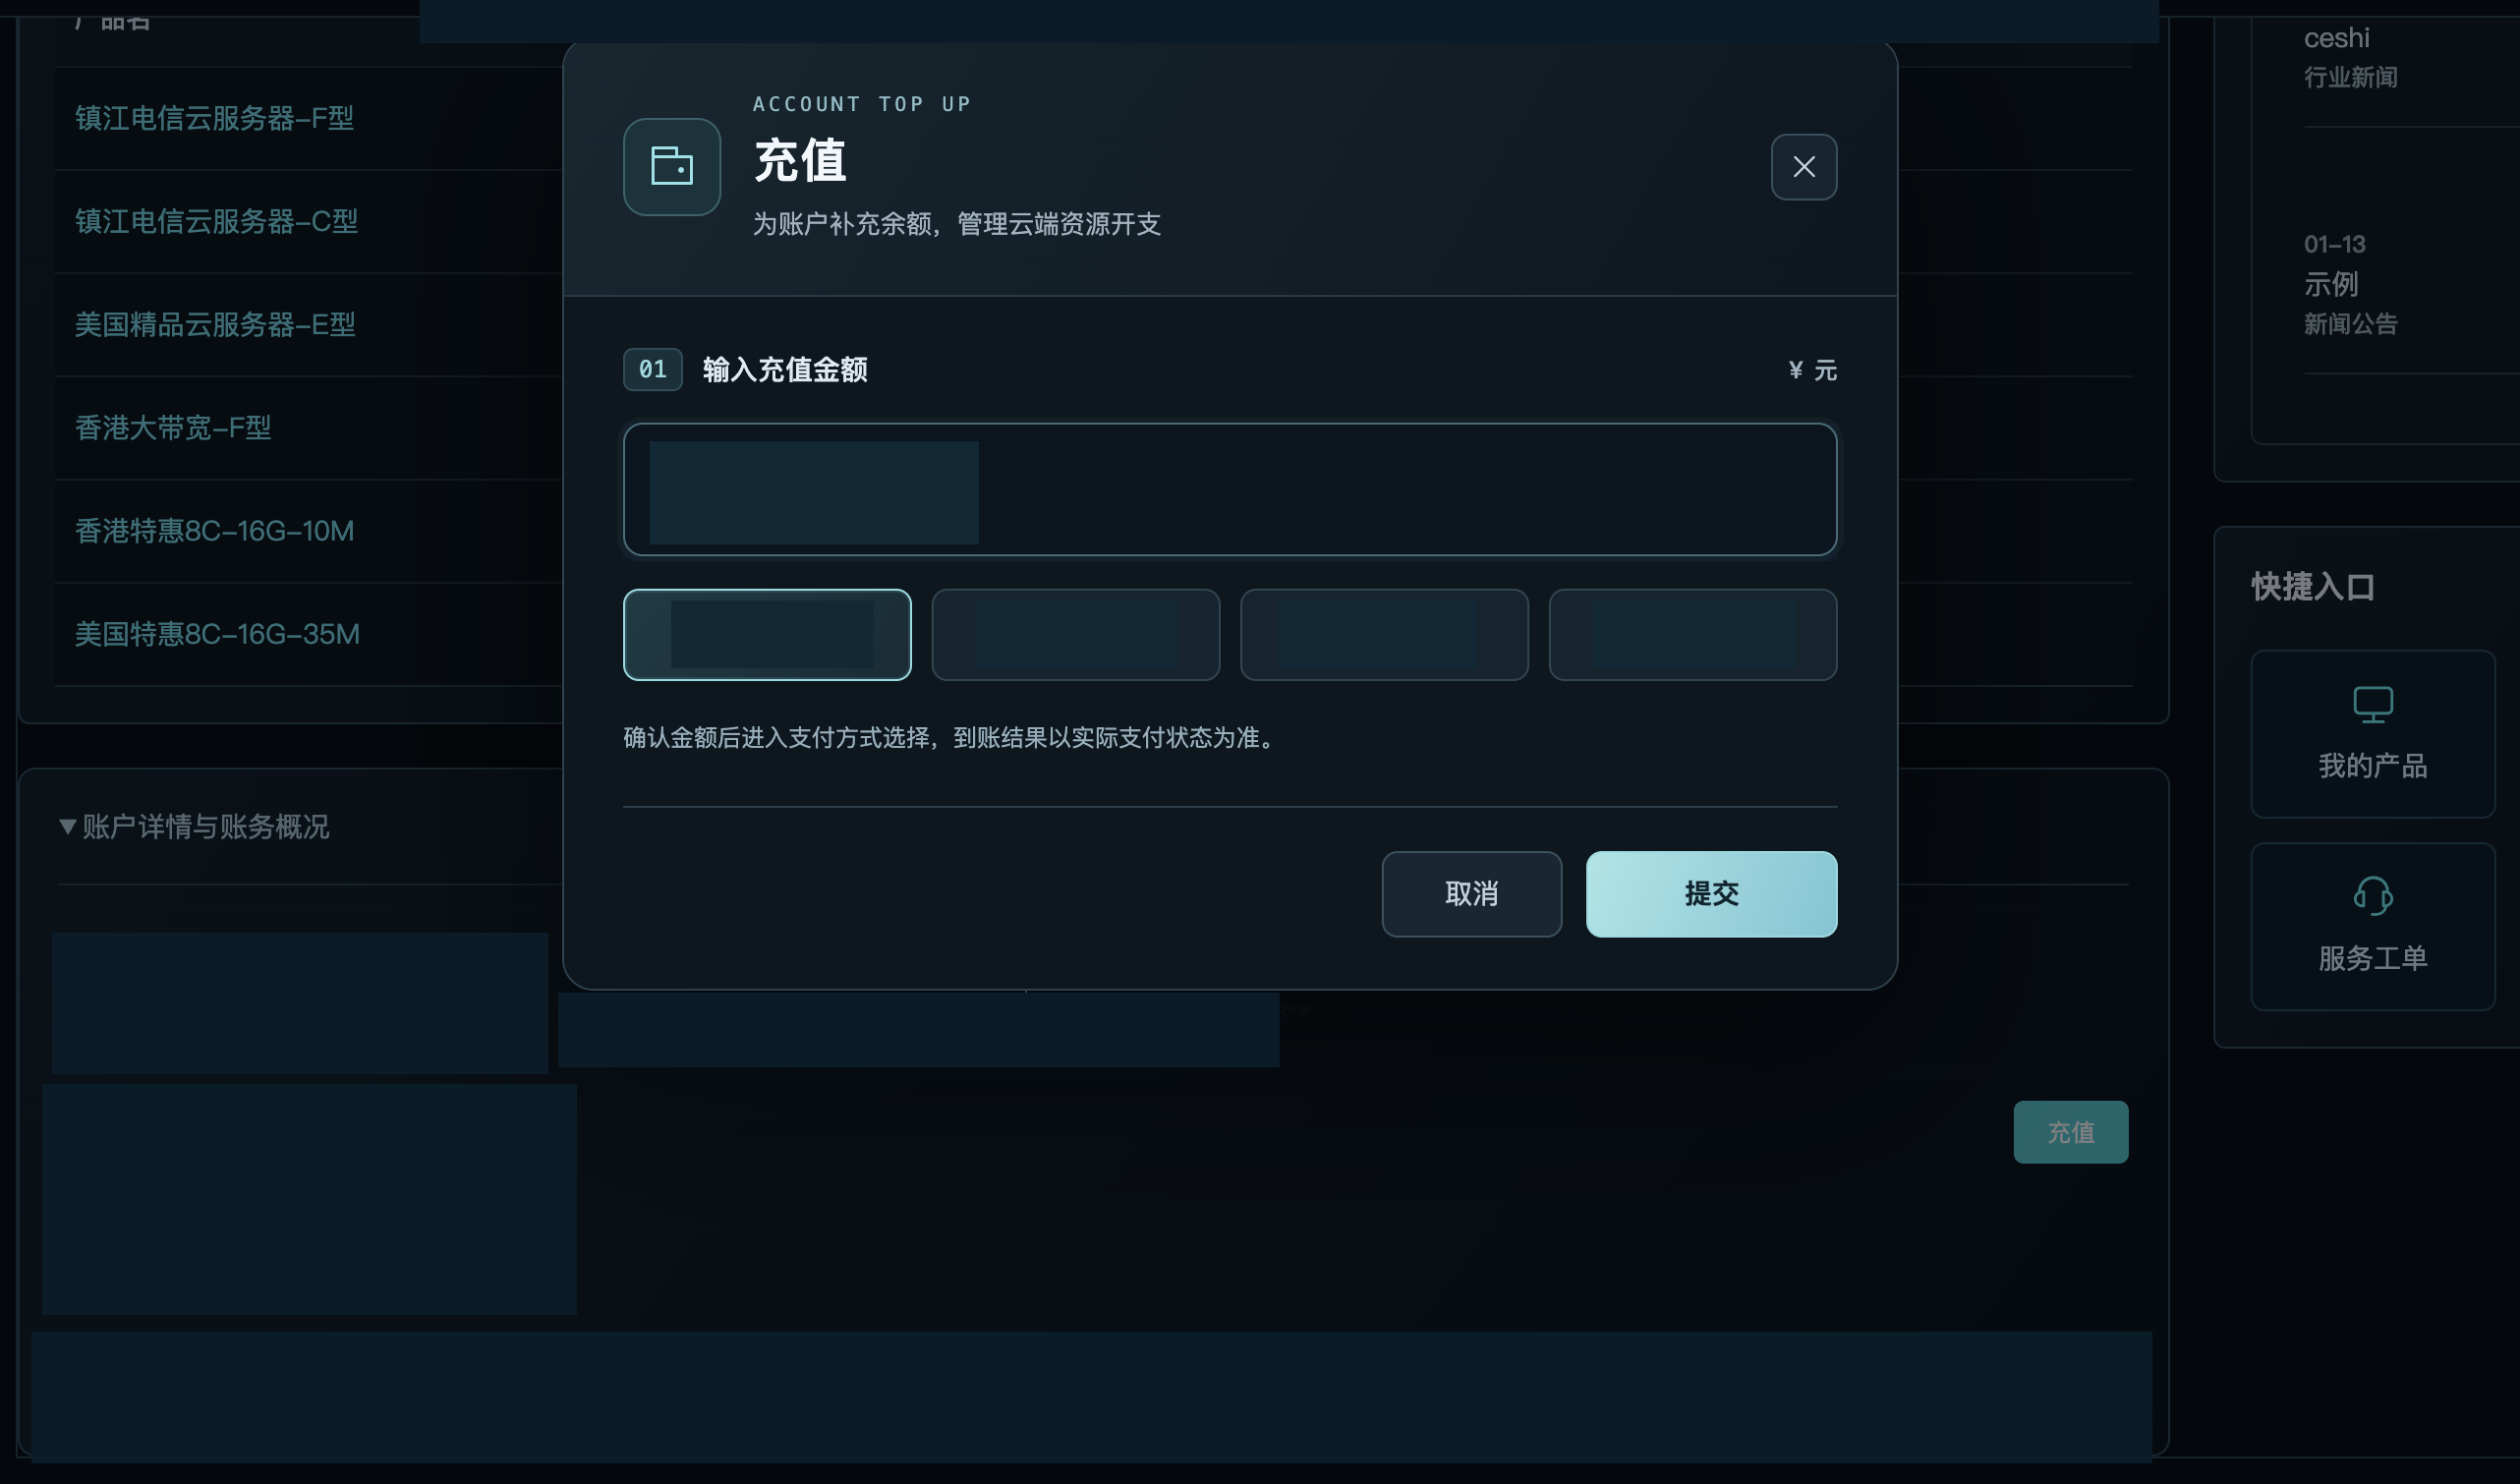 产品名
镇江电信云服务器-F型
镇江电信云服务器-C型
美国精品云服务器-E型
香港大带宽-F型
香港特惠8C-16G-10M
美国特惠8C-16G-35M
▼账户详情与账务概况
ACCOUNT TOP UP
充值
为账户补充余额，管理云端资源开支
01 输入充值金额
¥ 元
确认金额后进入支付方式选择，到账结果以实际支付状态为准。
取消
提交
充值
ceshi
行业新闻
01-13
示例
新闻公告
快捷入口
我的产品
服务工单